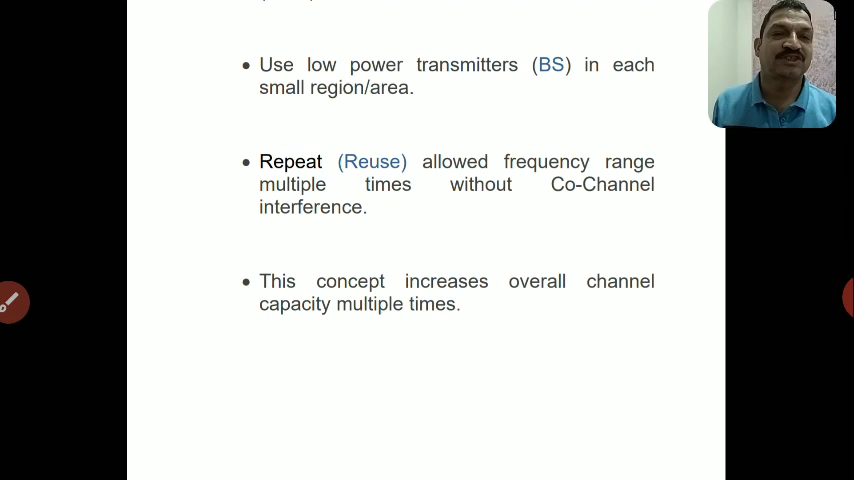 • Use low power transmitters (BS) in each
small region/area.
• Repeat (Reuse) allowed frequency range
multiple times without Co-Channel
interference.
• This concept increases overall channel
capacity multiple times.